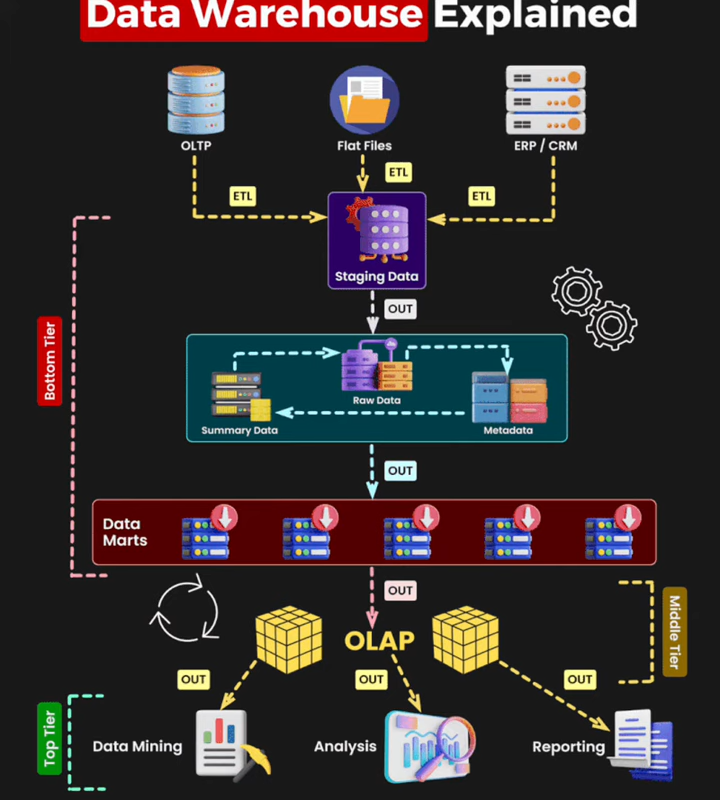 Data Warehouse Explained
OLTP
Flat Files
ERP / CRM
ETL
ETL
ETL
Staging Data
OUT
Bottom Tier
Raw Data
Summary Data
Metadata
OUT
Data
Marts
OUT
OLAP
Middle Tier
OUT
OUT
OUT
Top Tier
Data Mining
Analysis
Reporting